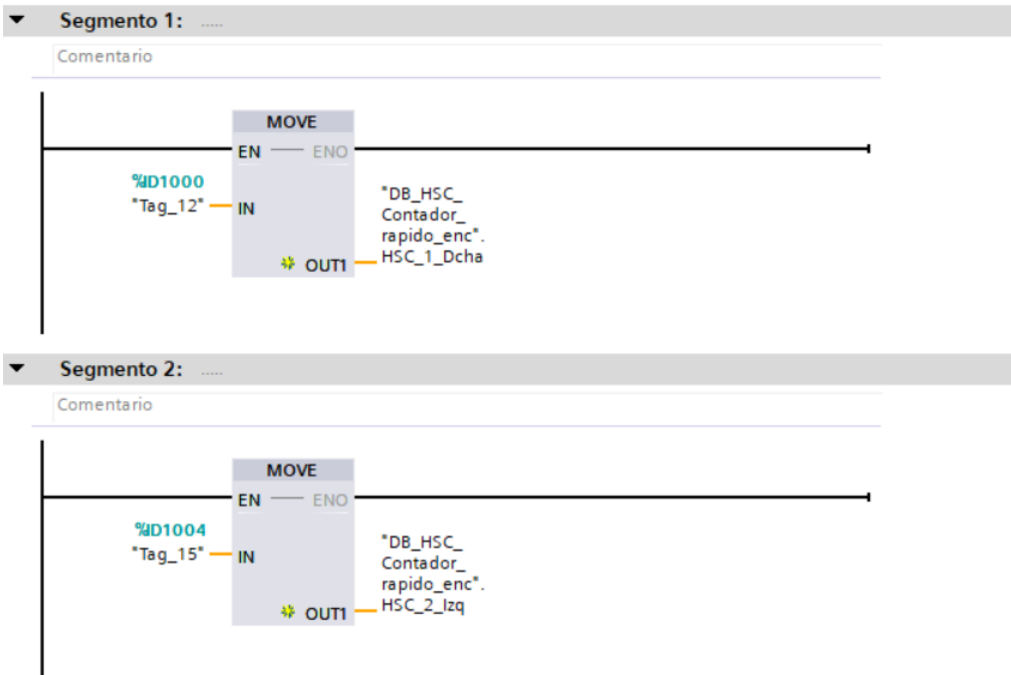 Segmento 1: .....
Comentario
MOVE
EN ENO
%ID1000
"Tag_12" IN
"DB_HSC_
Contador_
rapido_enc".
OUT1 HSC_1_Dcha
Segmento 2: .....
Comentario
MOVE
EN ENO
%ID1004
"Tag_15" IN
"DB_HSC_
Contador_
rapido_enc".
OUT1 HSC_2_Izq